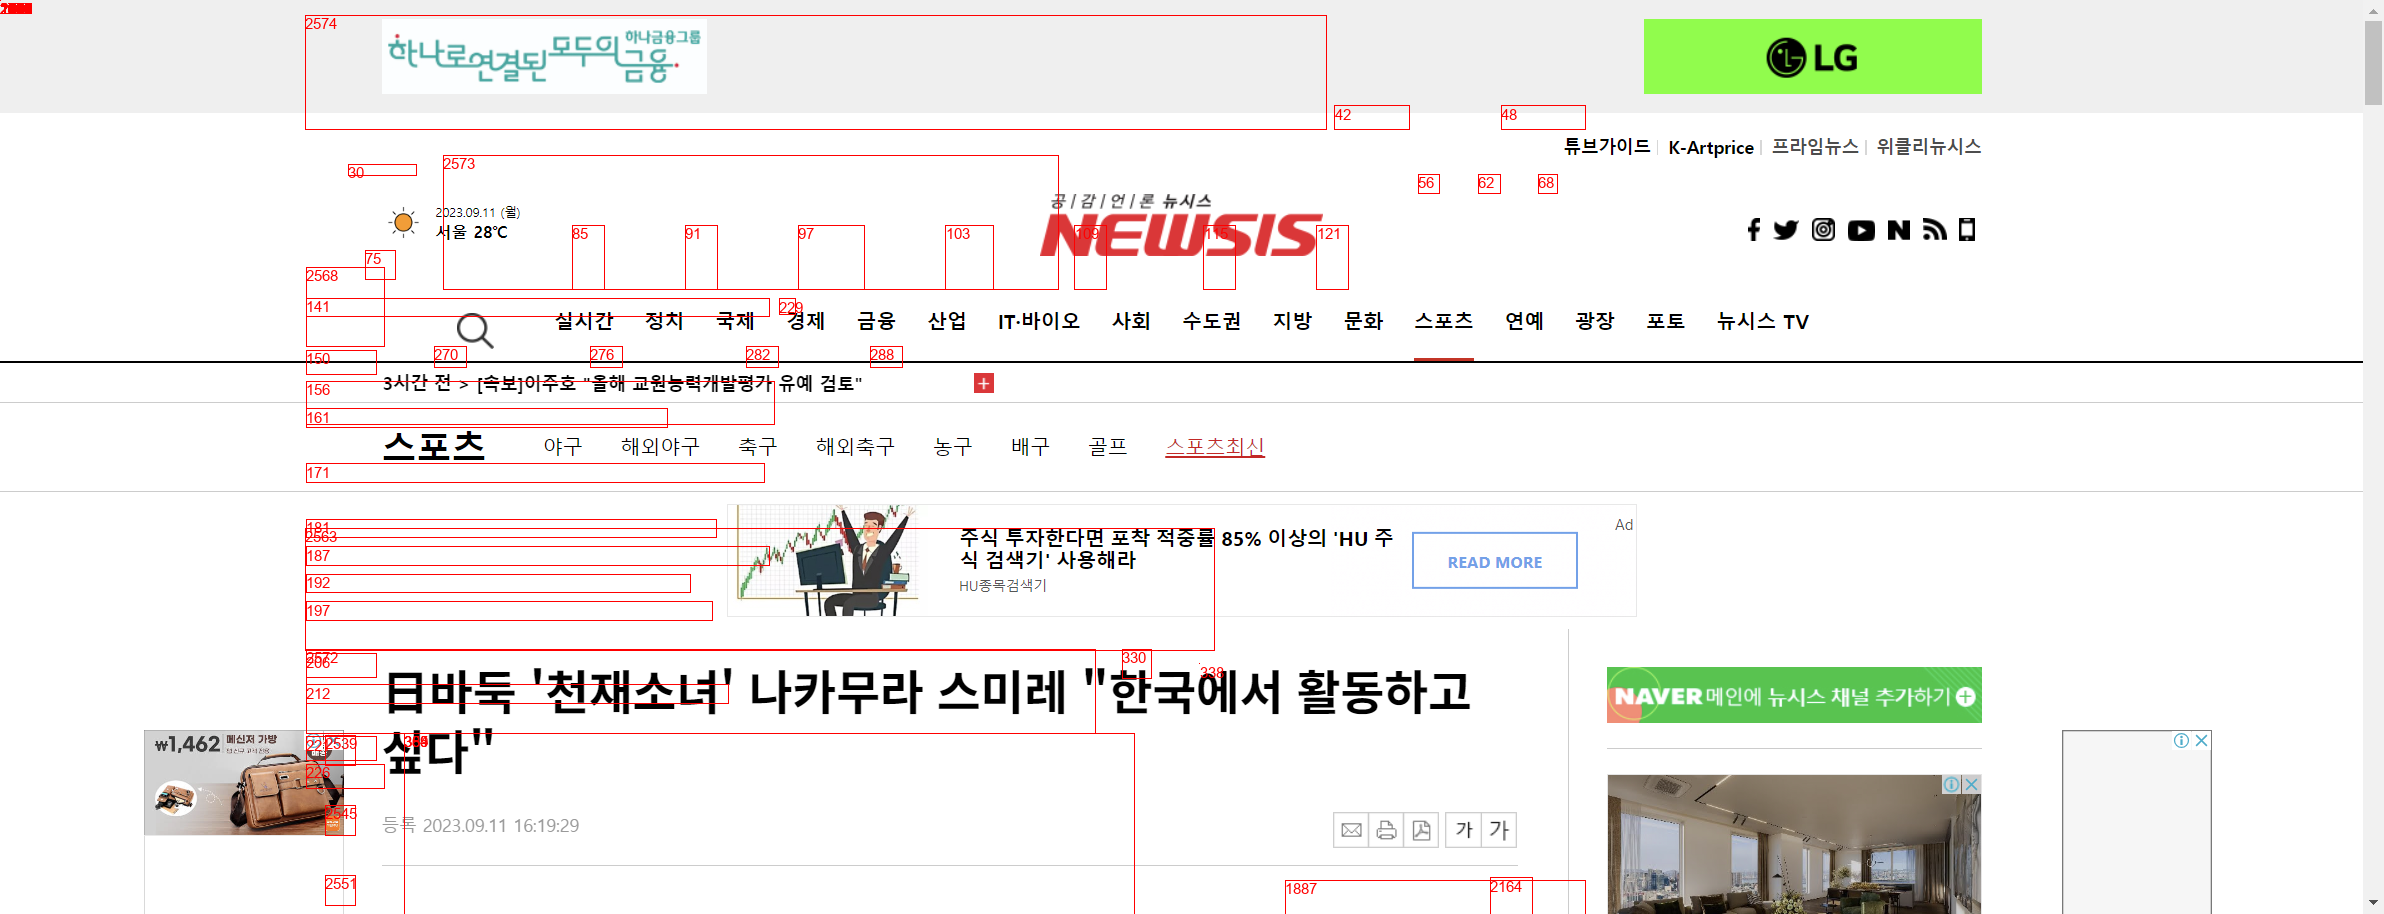 2574
하나로연결된모두의금융
하나금융그룹
LG
42
48
튜브가이드 K-Artprice 프라임뉴스 위클리뉴시스
30
2573
56
62
68
공 / 감 / 언 / 론 뉴시스
NEWSIS
2023.09.11 (월)
서울 28℃
85
91
97
103
109
115
121
75
2568
141
229
실시간 정치 국제 경제 금융 산업 IT·바이오 사회 수도권 지방 문화 스포츠 연예 광장 포토 뉴시스 TV
150
270
276
282
288
3시간 전 > [속보]이주호 "올해 교원능력개발평가 유예 검토"
156
161
스포츠 야구 해외야구 축구 해외축구 농구 배구 골프 스포츠최신
171
181
2563
187
192
197
주식 투자한다면 포착 적중률 85% 이상의 'HU 주
식 검색기' 사용해라
HU종목검색기
READ MORE
Ad
2572
206
330
338
212
日바둑 '천재소녀' 나카무라 스미레 "한국에서 활동하고
싶다"
NAVER 메인에 뉴시스 채널 추가하기
₩1,462 메신저 가방
2539
226
2545
등록 2023.09.11 16:19:29
가 가
2551
1887
2164